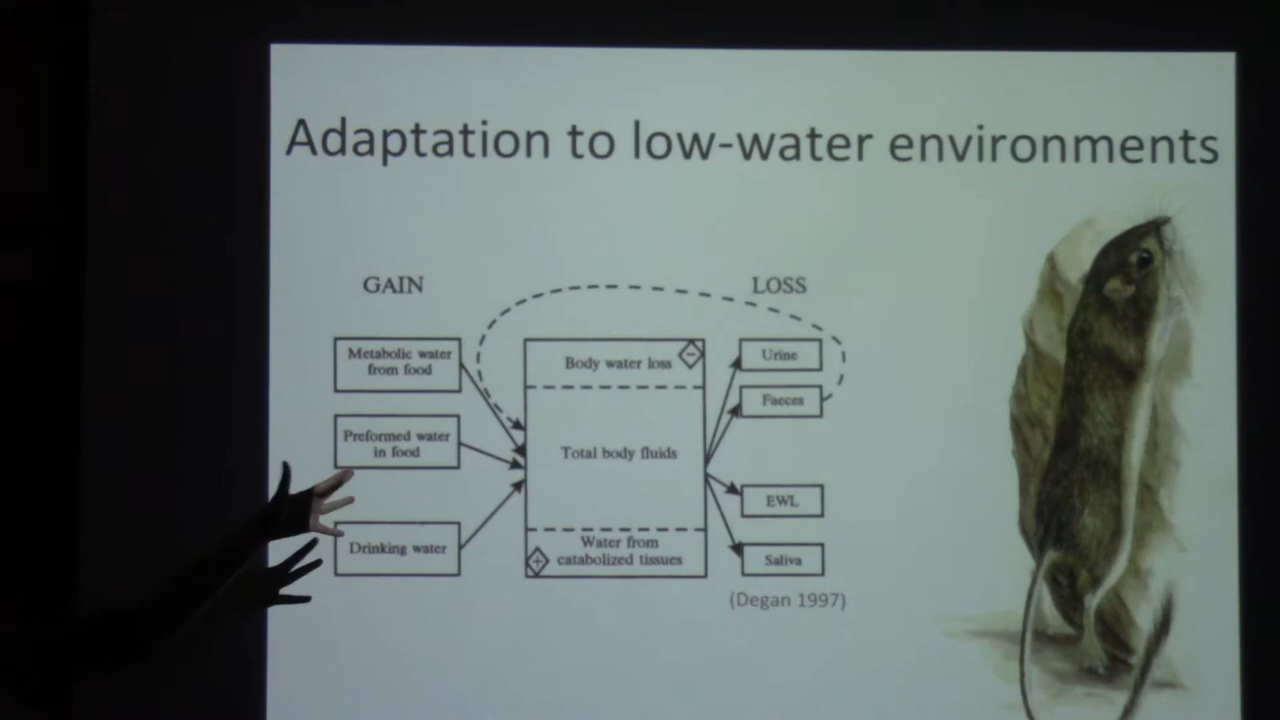 Adaptation to low-water environments
GAIN
LOSS
Metabolic water
from food
Preformed water
in food
Drinking water
Body water loss
−
Total body fluids
Water from
catabolized tissues
+
Urine
Faeces
EWL
Saliva
(Degan 1997)